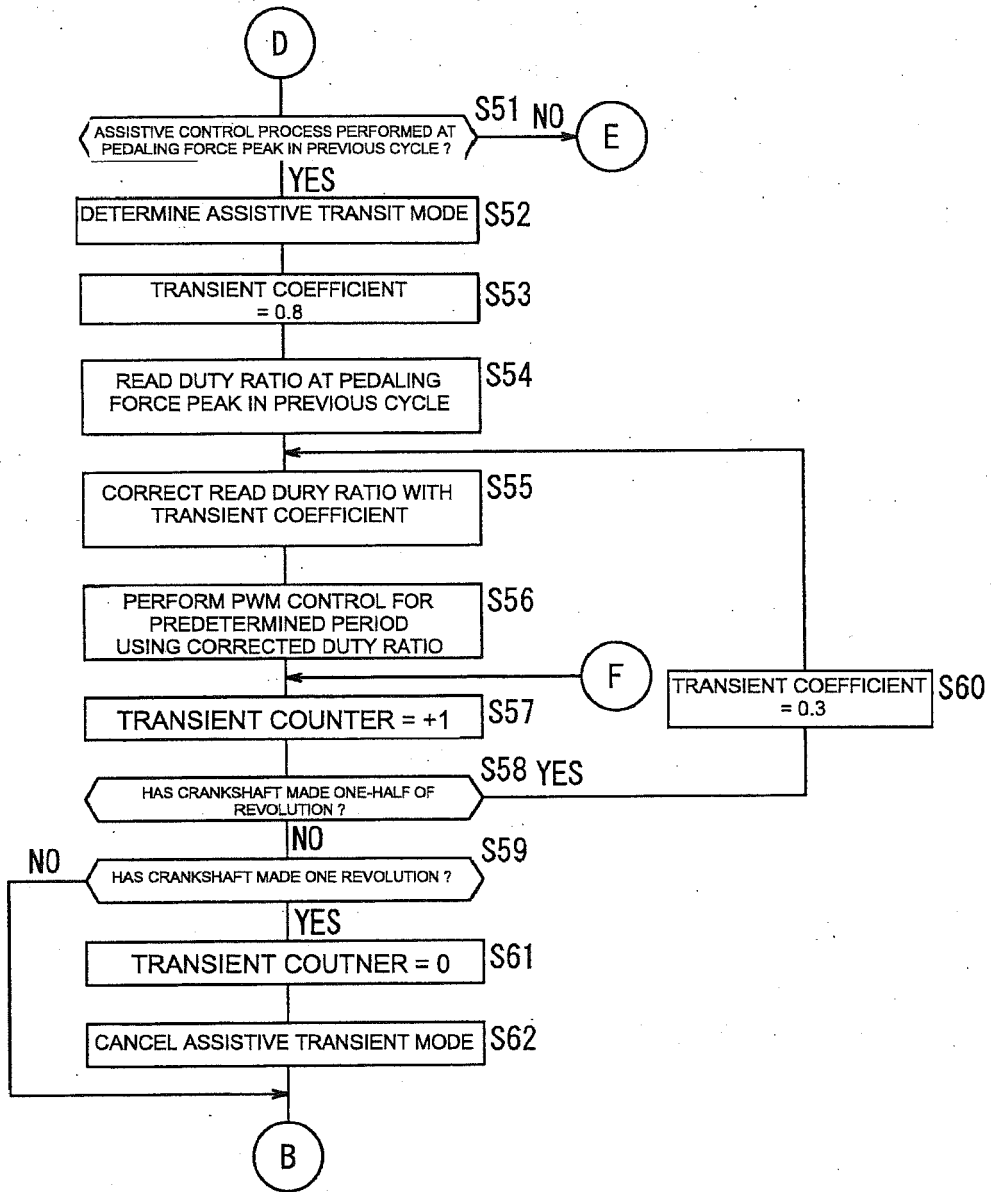 D
S51 NO
ASSISTIVE CONTROL PROCESS PERFORMED AT
PEDALING FORCE PEAK IN PREVIOUS CYCLE ?
E
YES
DETERMINE ASSISTIVE TRANSIT MODE
S52
TRANSIENT COEFFICIENT
= 0.8
S53
READ DUTY RATIO AT PEDALING
FORCE PEAK IN PREVIOUS CYCLE
S54
CORRECT READ DURY RATIO WITH
TRANSIENT COEFFICIENT
S55
PERFORM PWM CONTROL FOR
PREDETERMINED PERIOD
USING CORRECTED DUTY RATIO
S56
F
TRANSIENT COEFFICIENT
= 0.3
S60
TRANSIENT COUNTER = +1
S57
S58 YES
HAS CRANKSHAFT MADE ONE-HALF OF
REVOLUTION ?
NO
S59
NO
HAS CRANKSHAFT MADE ONE REVOLUTION ?
YES
TRANSIENT COUTNER = 0
S61
CANCEL ASSISTIVE TRANSIENT MODE
S62
B